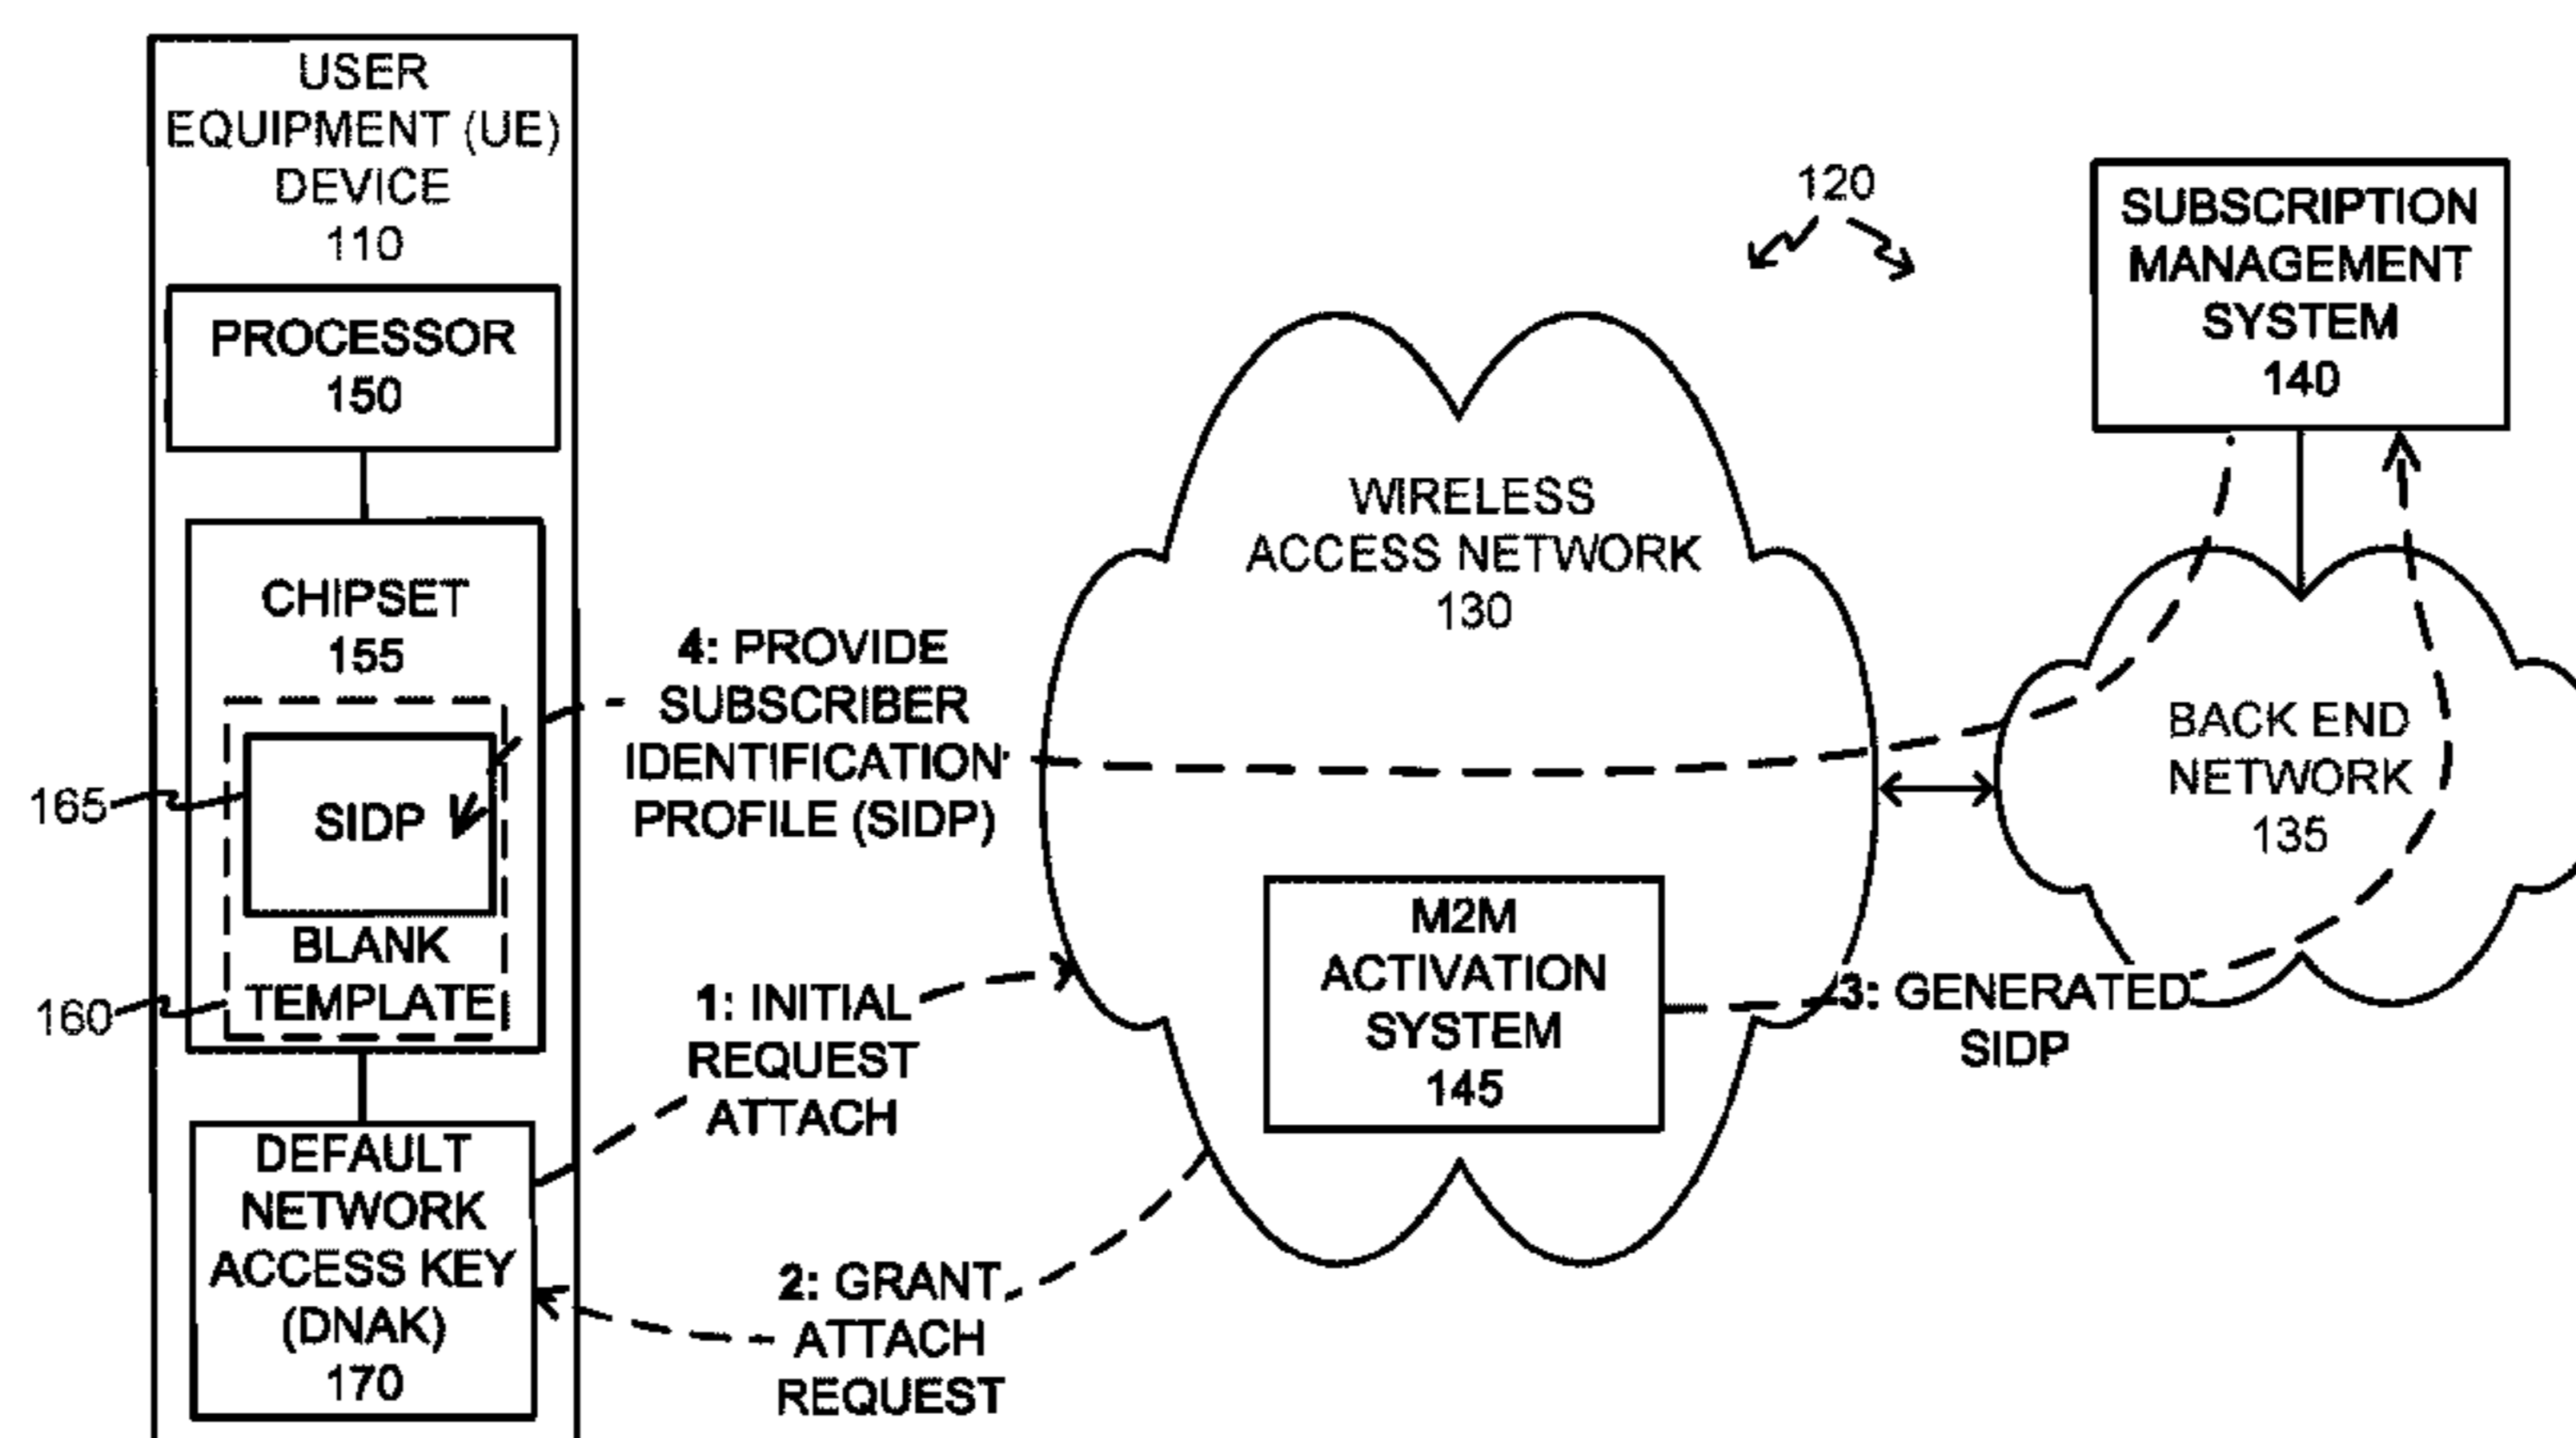 USER
EQUIPMENT (UE)
DEVICE
110
PROCESSOR
150
CHIPSET
155
165
SIDP
BLANK
TEMPLATE
160
DEFAULT
NETWORK
ACCESS KEY
(DNAK)
170
4: PROVIDE
SUBSCRIBER
IDENTIFICATION
PROFILE (SIDP)
1: INITIAL
REQUEST
ATTACH
2: GRANT
ATTACH
REQUEST
120
WIRELESS
ACCESS NETWORK
130
M2M
ACTIVATION
SYSTEM
145
3: GENERATED
SIDP
SUBSCRIPTION
MANAGEMENT
SYSTEM
140
BACK END
NETWORK
135